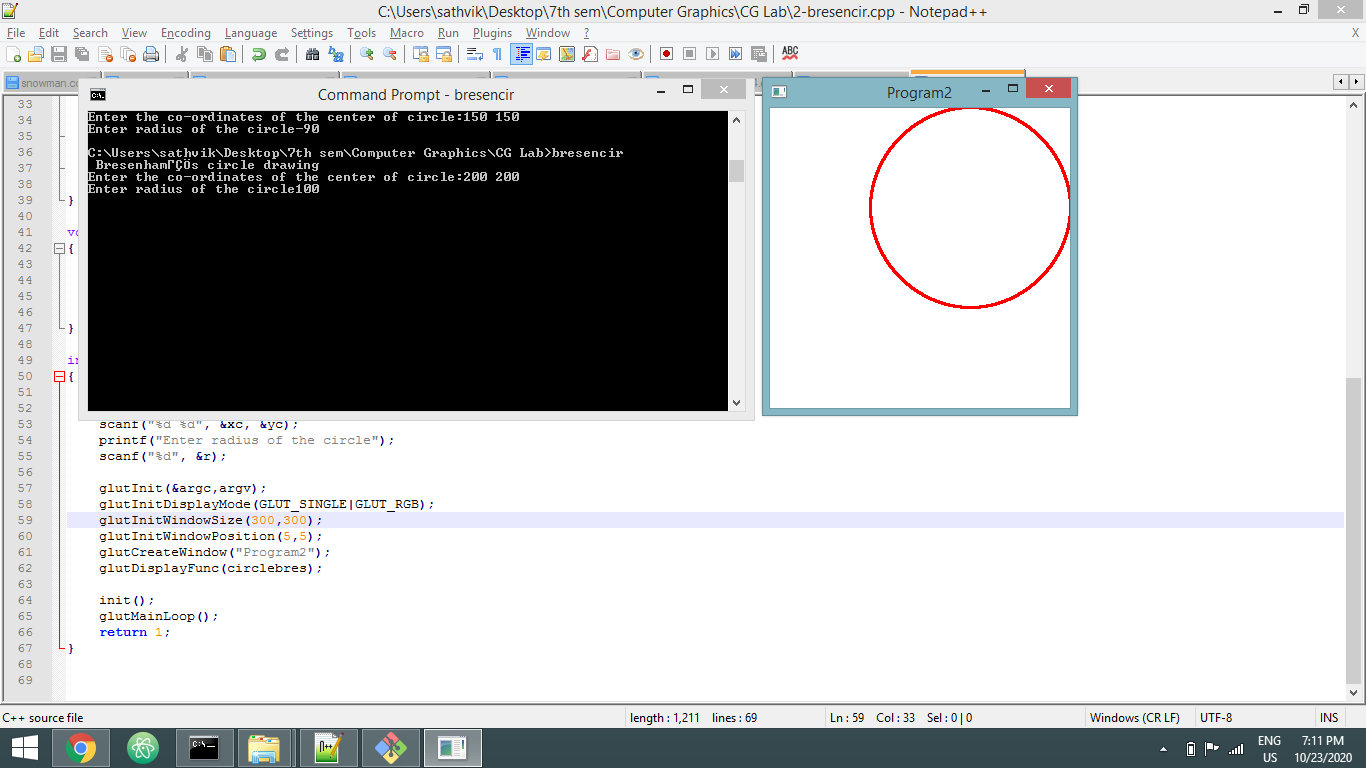 C:\Users\sathvik\Desktop\7th sem\Computer Graphics\CG Lab\2-bresencir.cpp - Notepad++
File Edit Search View Encoding Language Settings Tools Macro Run Plugins Window ? X
snowman.c
Command Prompt - bresencir
Enter the co-ordinates of the center of circle:150 150
Enter radius of the circle-90
C:\Users\sathvik\Desktop\7th sem\Computer Graphics\CG Lab>bresencir
BresenhamΓÇÖs circle drawing
Enter the co-ordinates of the center of circle:200 200
Enter radius of the circle100
Program2
33
34
35
36
37
38
39 }
40
41 vo
42 {
43
44
45
46
47 }
48
49 in
50 {
51
52
53 scanf("%d %d", &xc, &yc);
54 printf("Enter radius of the circle");
55 scanf("%d", &r);
56
57 glutInit(&argc,argv);
58 glutInitDisplayMode(GLUT_SINGLE|GLUT_RGB);
59 glutInitWindowSize(300,300);
60 glutInitWindowPosition(5,5);
61 glutCreateWindow("Program2");
62 glutDisplayFunc(circlebres);
63
64 init();
65 glutMainLoop();
66 return 1;
67 }
68
69
C++ source file length : 1,211 lines : 69 Ln : 59 Col : 33 Sel : 0 | 0 Windows (CR LF) UTF-8 INS
ENG 7:11 PM
US 10/23/2020